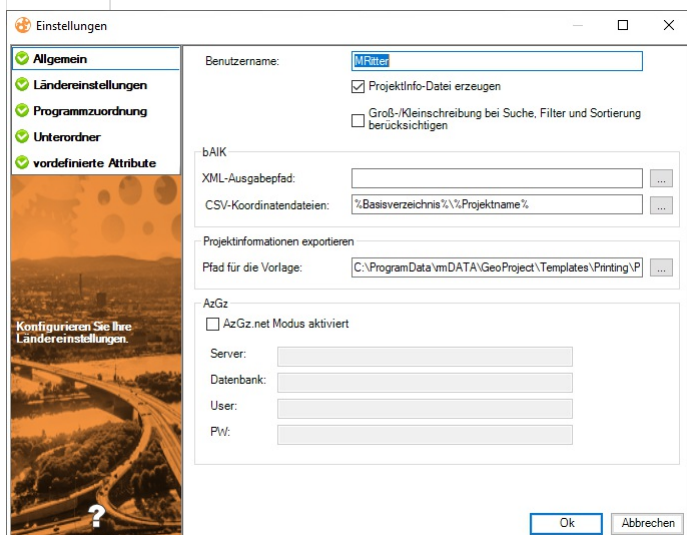 Einstellungen
Allgemein
Ländereinstellungen
Programmzuordnung
Unterordner
vordefinierte Attribute
Konfigurieren Sie Ihre
Ländereinstellungen.
?
Benutzername:
MRitter
ProjektInfo-Datei erzeugen
Groß-/Kleinschreibung bei Suche, Filter und Sortierung
berücksichtigen
bAIK
XML-Ausgabepfad:
...
CSV-Koordinatendateien:
%Basisverzeichnis%\%Projektname%
...
Projektinformationen exportieren
Pfad für die Vorlage:
C:\ProgramData\rmDATA\GeoProject\Templates\Printing\P
...
AzGz
AzGz.net Modus aktiviert
Server:
Datenbank:
User:
PW:
Ok
Abbrechen